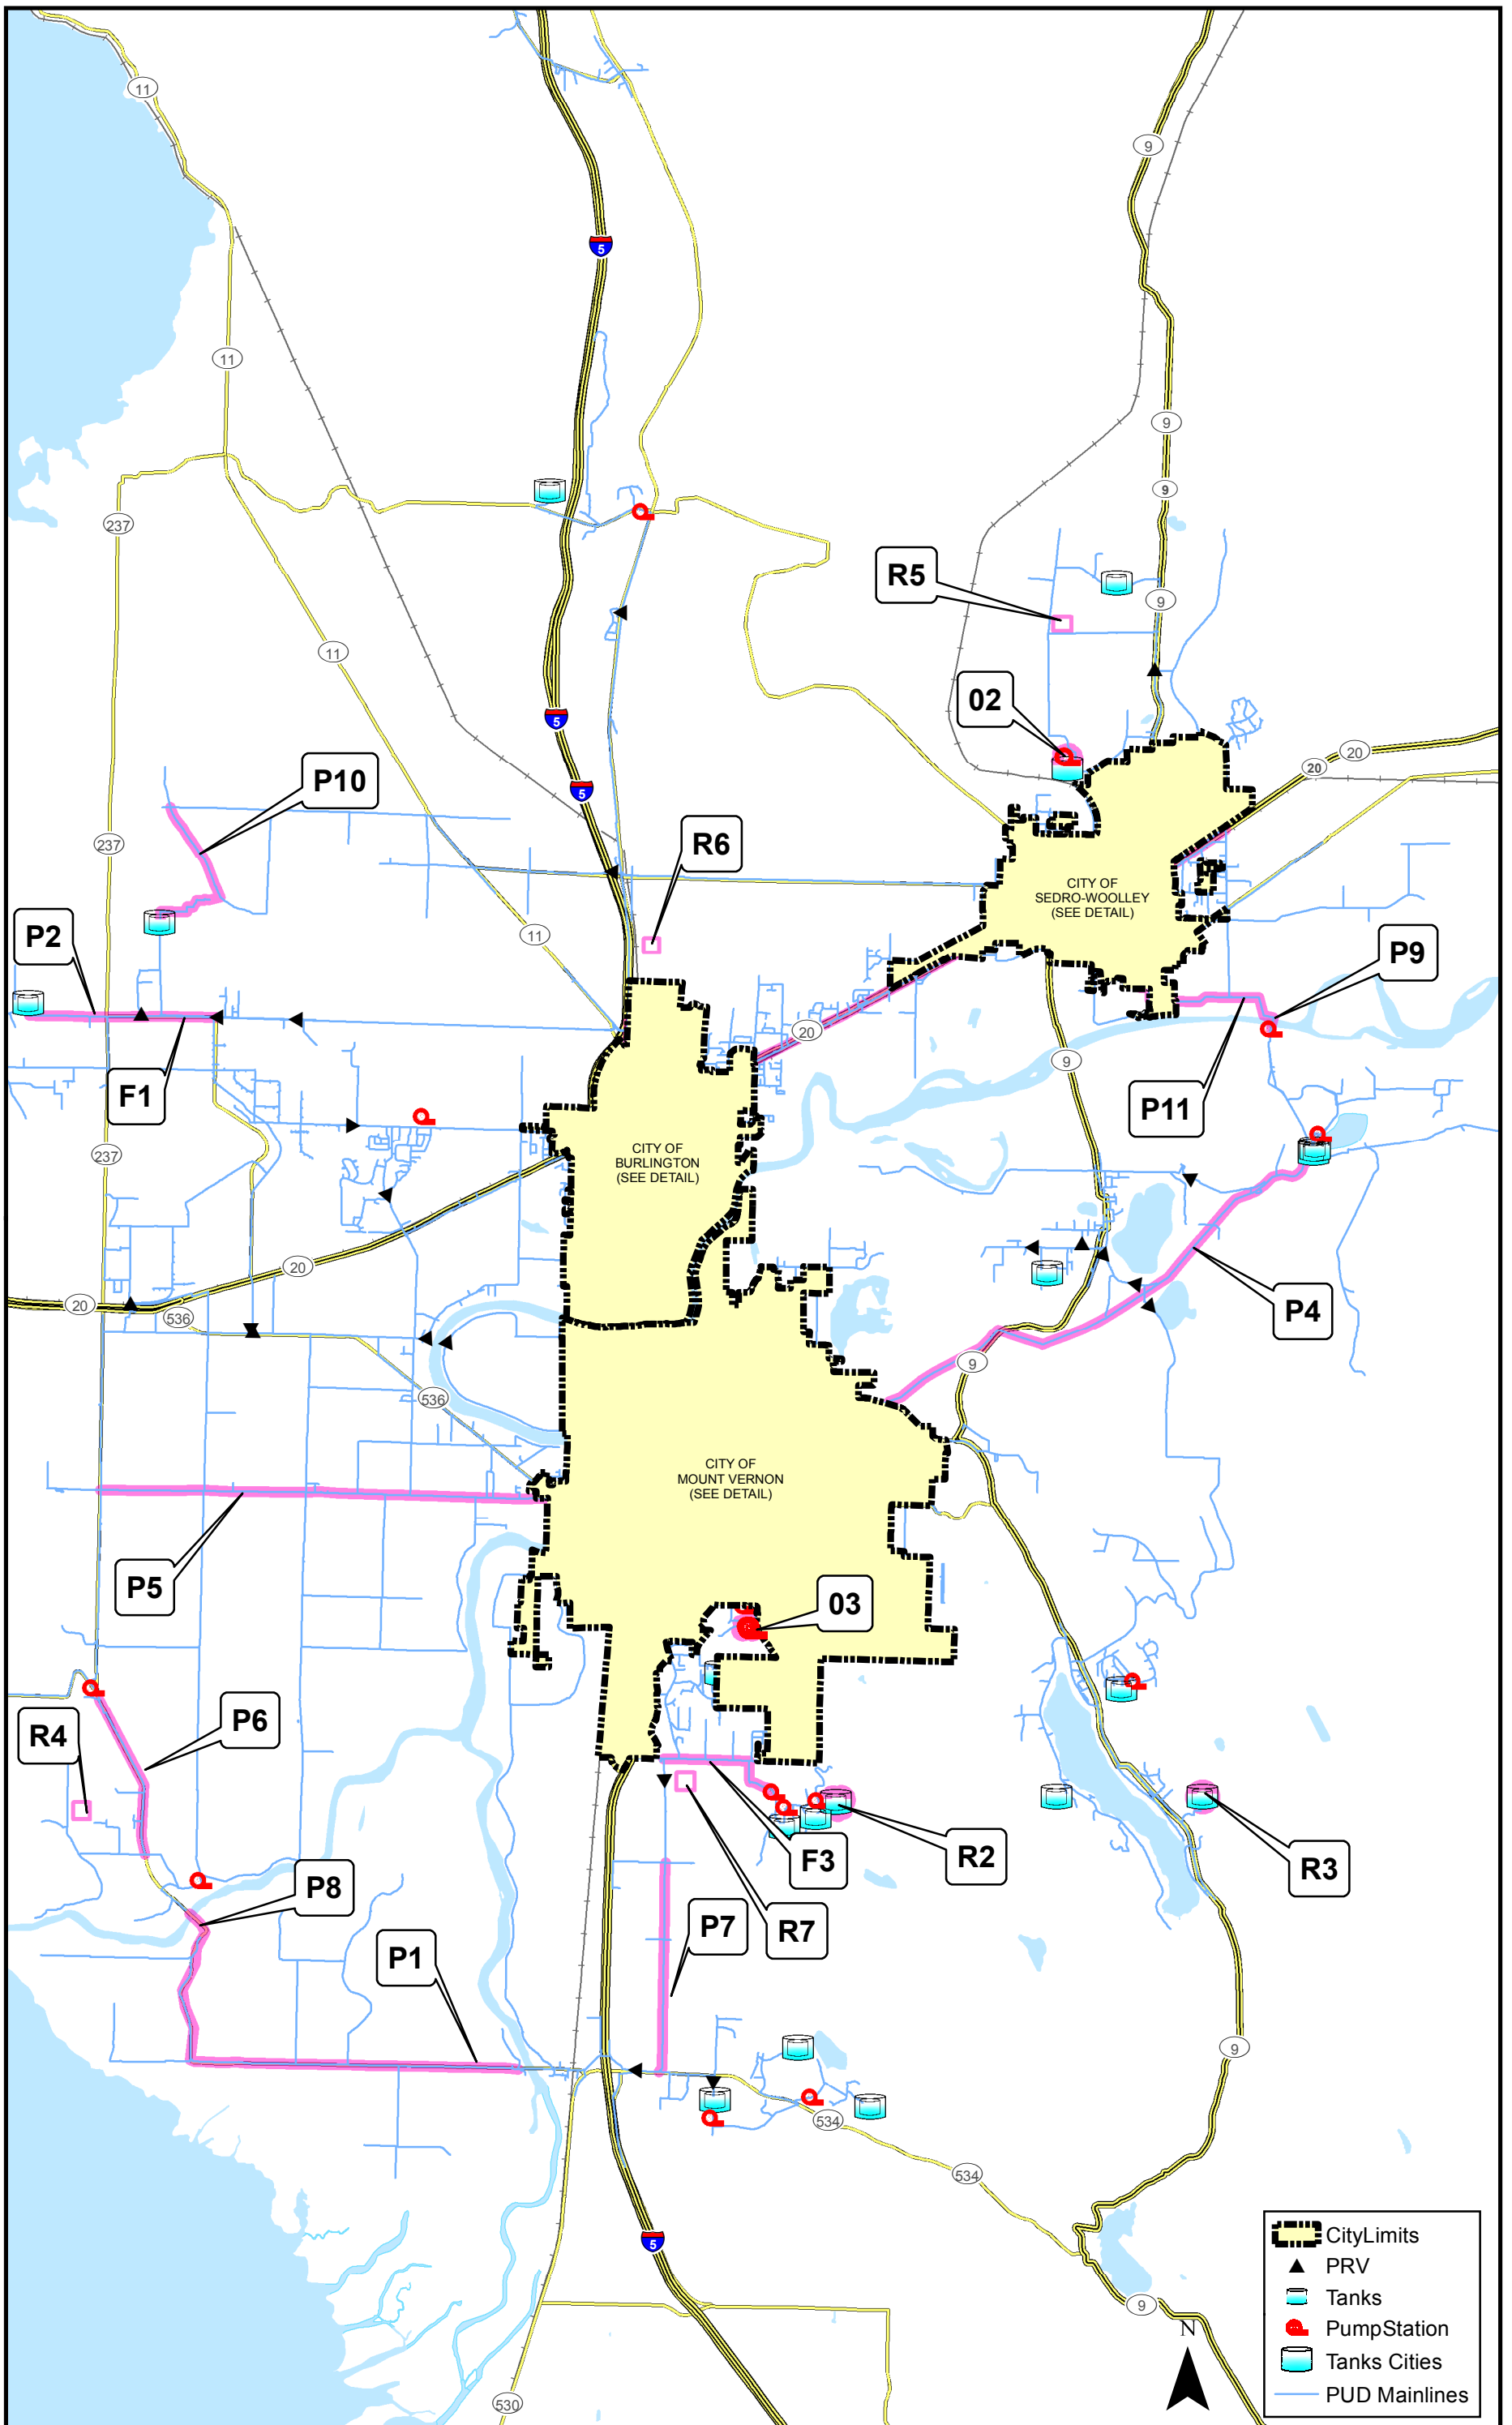 11
9
5
11
9
237
9
R5
9
11
02
5
20
20
P10
5
R6
237
CITY OF
SEDRO-WOOLLEY
(SEE DETAIL)
P2
11
P9
20
9
F1
P11
237
CITY OF
BURLINGTON
(SEE DETAIL)
20
20
536
P4
9
536
CITY OF
MOUNT VERNON
(SEE DETAIL)
P5
03
R4
P6
F3
R2
R3
P8
P7
R7
P1
9
534
534
5
9
N
530
CityLimits
PRV
Tanks
PumpStation
Tanks Cities
PUD Mainlines